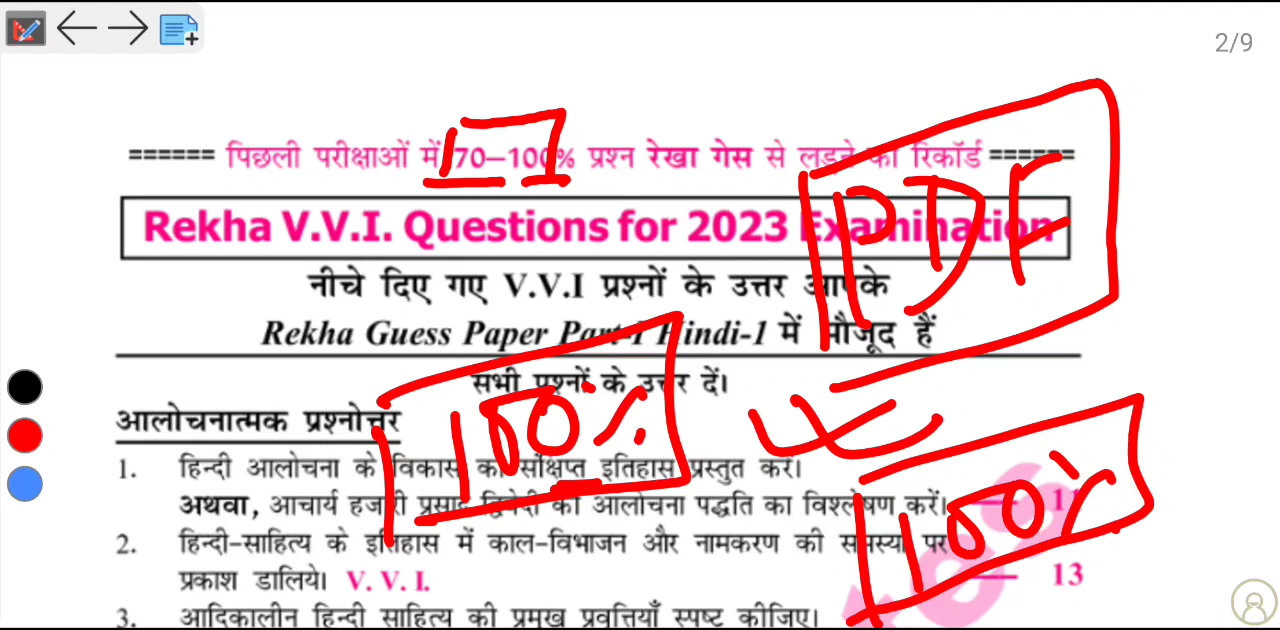 2/9
====== पिछली परीक्षाओं में 70–100% प्रश्न रेखा गेस से लड़ने का रिकॉर्ड ======
Rekha V.V.I. Questions for 2023 Examination
PDF
नीचे दिए गए V.V.I प्रश्नों के उत्तर आपके
Rekha Guess Paper Part-I Hindi-1 में मौजूद हैं
सभी प्रश्नों के उत्तर दें।
100%
आलोचनात्मक प्रश्नोत्तर
1. हिन्दी आलोचना के विकास का संक्षिप्त इतिहास प्रस्तुत करें।
अथवा, आचार्य हजारी प्रसाद द्विवेदी की आलोचना पद्धति का विश्लेषण करें। — 11
100%
2. हिन्दी-साहित्य के इतिहास में काल-विभाजन और नामकरण की समस्या पर
प्रकाश डालिये। V. V. I. — 13
3. आदिकालीन हिन्दी साहित्य की प्रमुख प्रवृत्तियाँ स्पष्ट कीजिए।